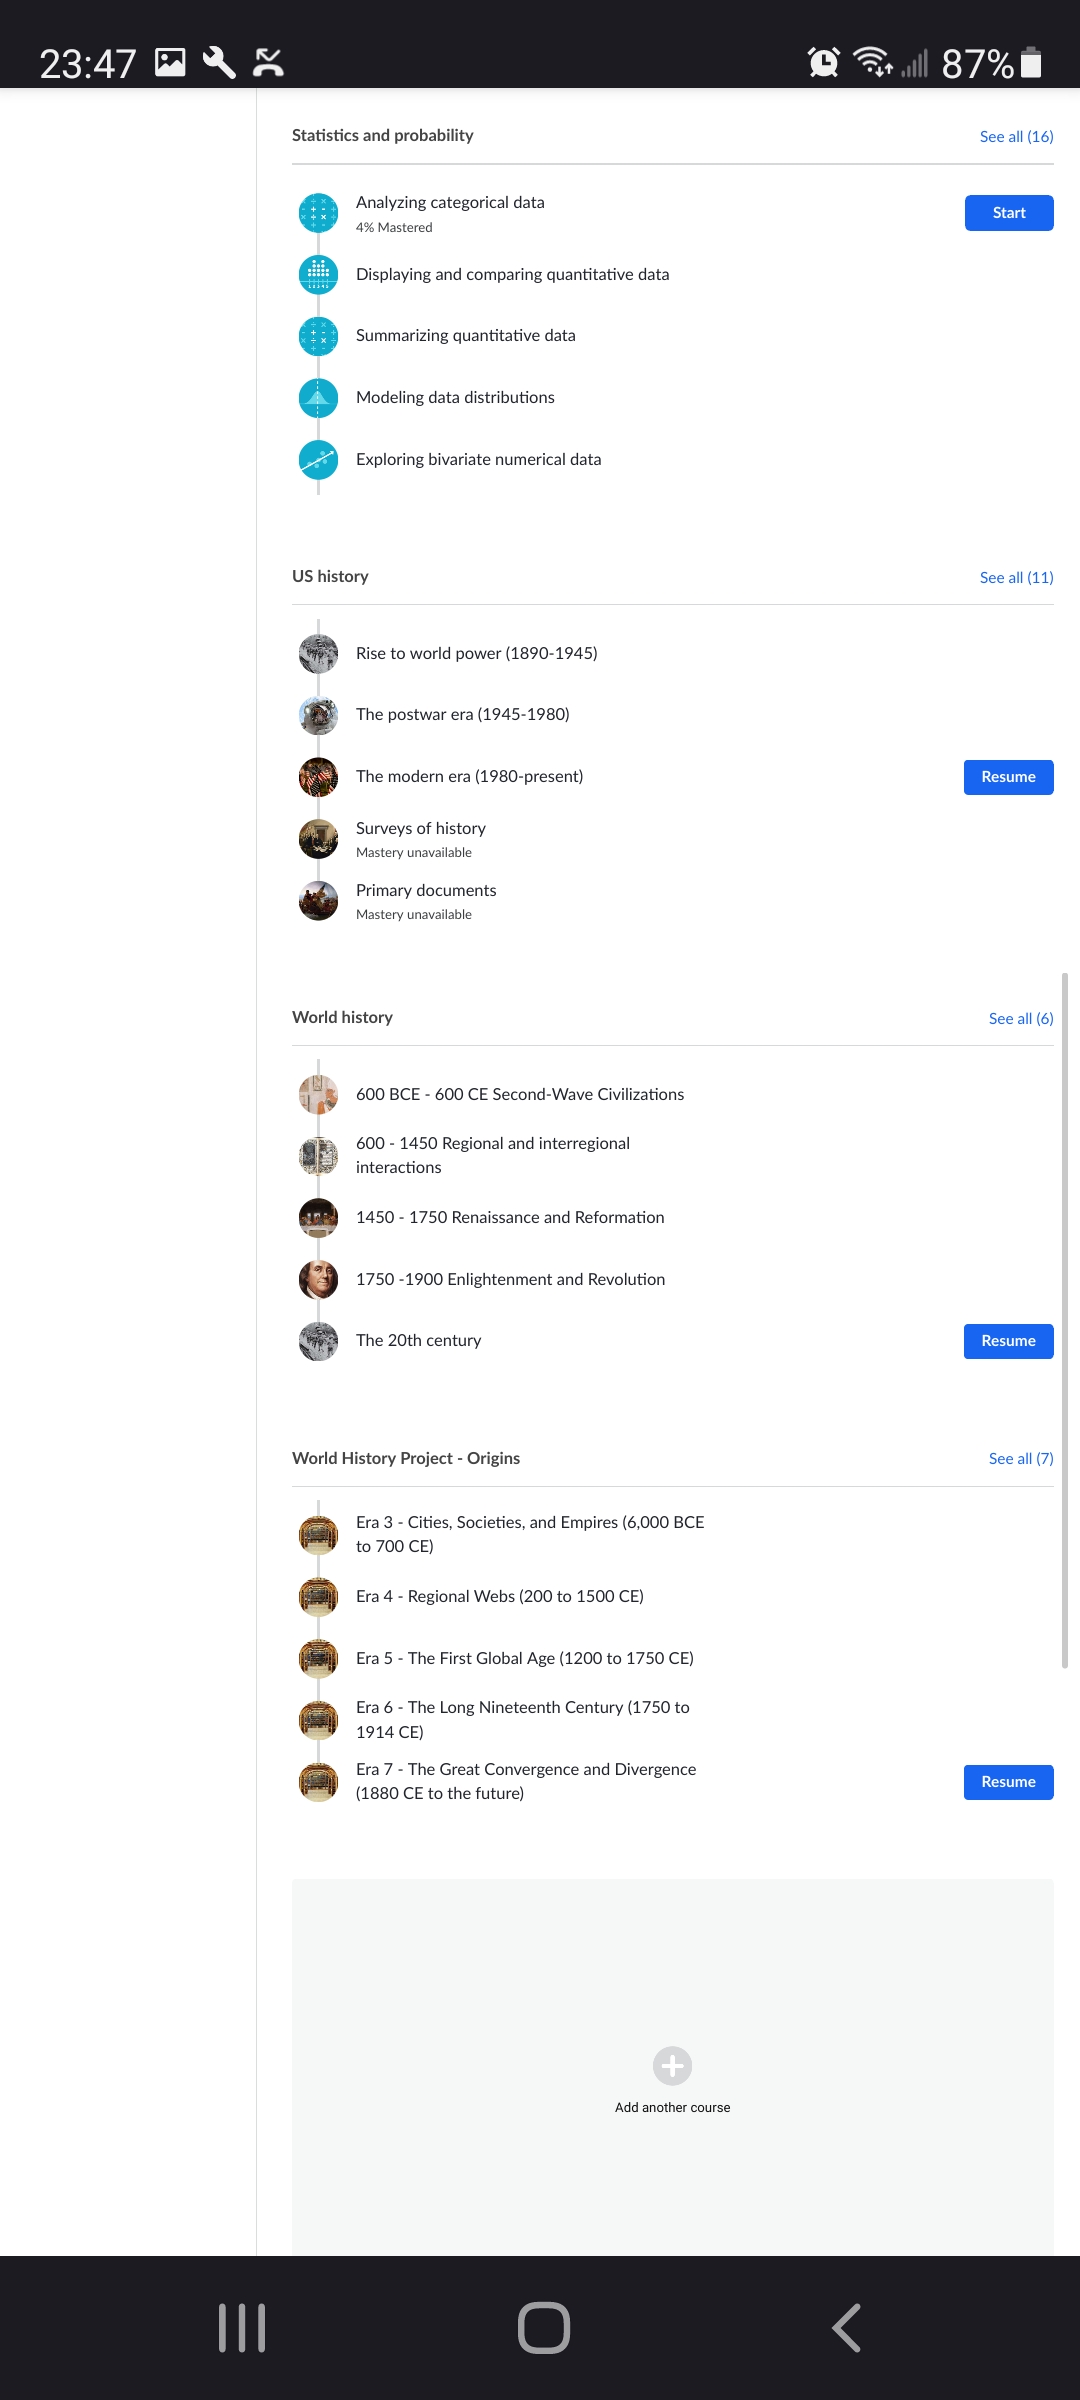 23:47
87%
Statistics and probability
See all (16)
Analyzing categorical data
4% Mastered
Start
Displaying and comparing quantitative data
Summarizing quantitative data
Modeling data distributions
Exploring bivariate numerical data
US history
See all (11)
Rise to world power (1890-1945)
The postwar era (1945-1980)
The modern era (1980-present)
Resume
Surveys of history
Mastery unavailable
Primary documents
Mastery unavailable
World history
See all (6)
600 BCE - 600 CE Second-Wave Civilizations
600 - 1450 Regional and interregional
interactions
1450 - 1750 Renaissance and Reformation
1750 -1900 Enlightenment and Revolution
The 20th century
Resume
World History Project - Origins
See all (7)
Era 3 - Cities, Societies, and Empires (6,000 BCE
to 700 CE)
Era 4 - Regional Webs (200 to 1500 CE)
Era 5 - The First Global Age (1200 to 1750 CE)
Era 6 - The Long Nineteenth Century (1750 to
1914 CE)
Era 7 - The Great Convergence and Divergence
(1880 CE to the future)
Resume
Add another course